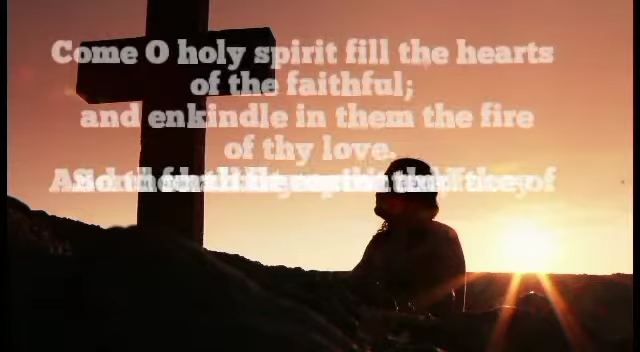 Come O holy spirit fill the hearts
of the faithful;
and enkindle in them the fire
of thy love.